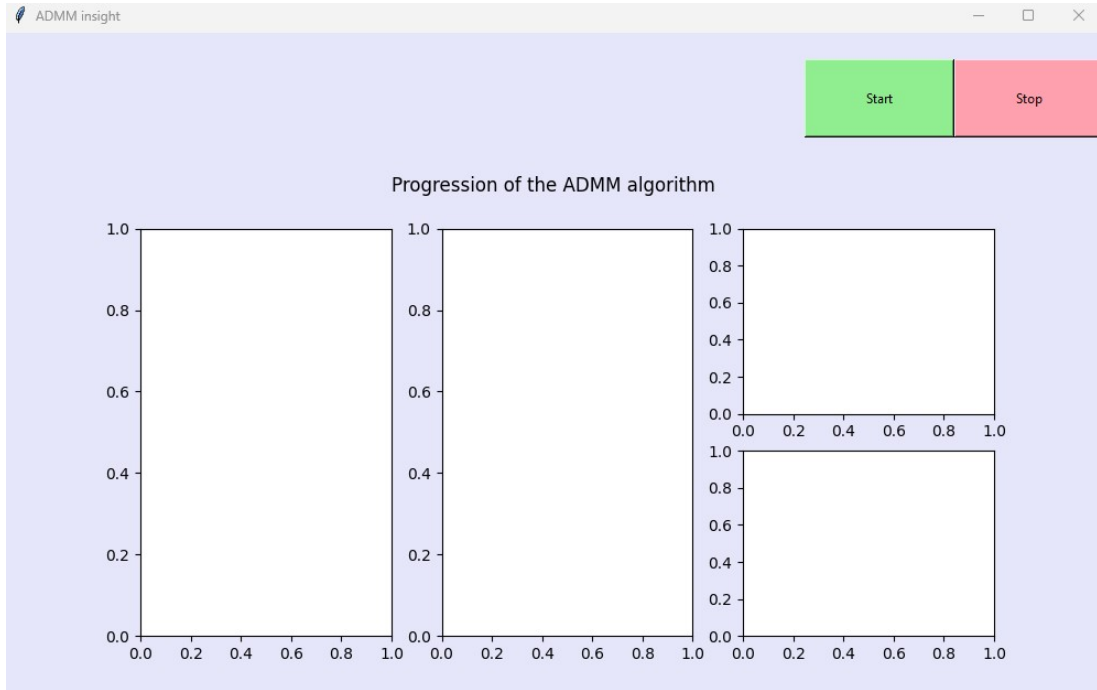 ADMM insight
Start Stop
Progression of the ADMM algorithm
1.0 1.0 1.0
0.8
0.8 0.8
0.6
0.6 0.6
0.4
0.2
0.0
0.0 0.2 0.4 0.6 0.8 1.0
1.0
0.8
0.4 0.4
0.6
0.4
0.2 0.2
0.2
0.0 0.0 0.0
0.0 0.2 0.4 0.6 0.8 1.0 0.0 0.2 0.4 0.6 0.8 1.0 0.0 0.2 0.4 0.6 0.8 1.0